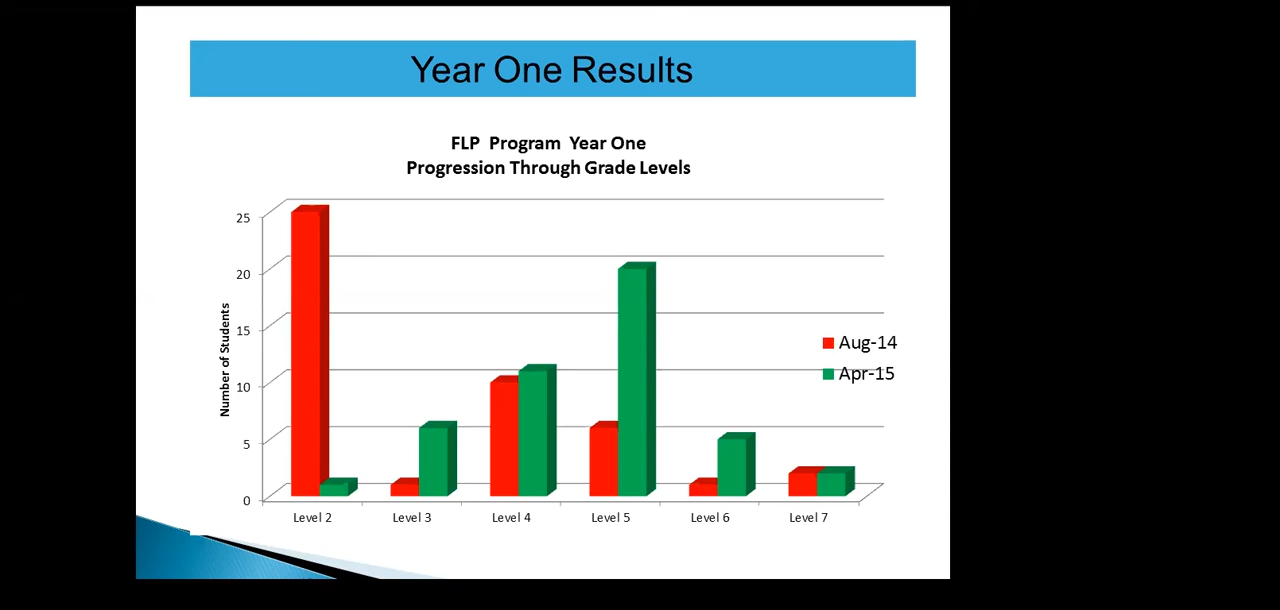 Year One Results
FLP Program Year One
Progression Through Grade Levels
Number of Students
25
20
15
10
5
0
Level 2
Level 3
Level 4
Level 5
Level 6
Level 7
Aug-14
Apr-15